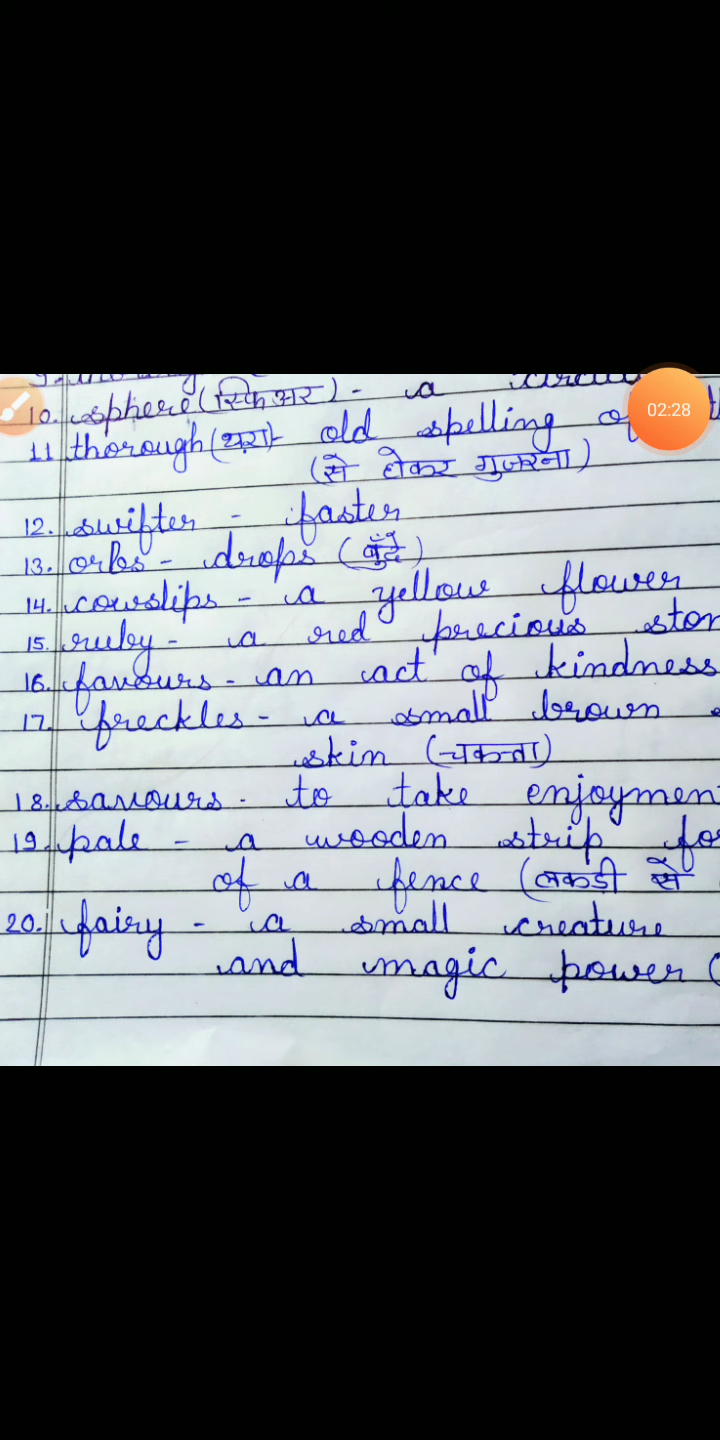 10. sphere (स्फिअर) - a
02:28
11 thorough (थरा) - old spelling of
(से होकर गुजरना)
12. swifter - faster
13. orbs - drops (बूँदें)
14. cowslips - a yellow flower
15. ruby - a red precious
16. favours - an act of kindness
17. freckles - a small brown
skin (चकत्ता)
18. savours - to take
19. pale - a wooden strip
of a fence (लकड़ी से
20. fairy - a small creature
and magic power (